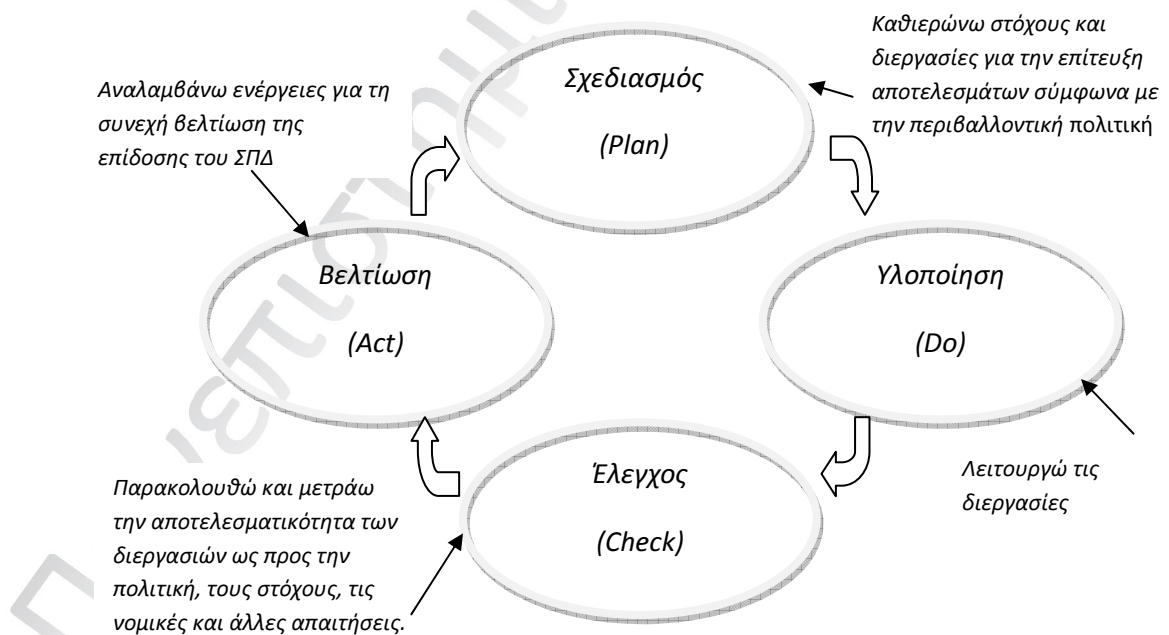 Καθιερώνω στόχους και
διεργασίες για την επίτευξη
αποτελεσμάτων σύμφωνα με
την περιβαλλοντική πολιτική
Σχεδιασμός
(Plan)
Αναλαμβάνω ενέργειες για τη
συνεχή βελτίωση της
επίδοσης του ΣΠΔ
Βελτίωση
(Act)
Υλοποίηση
(Do)
Έλεγχος
(Check)
Λειτουργώ τις
διεργασίες
Παρακολουθώ και μετράω
την αποτελεσματικότητα των
διεργασιών ως προς την
πολιτική, τους στόχους, τις
νομικές και άλλες απαιτήσεις.